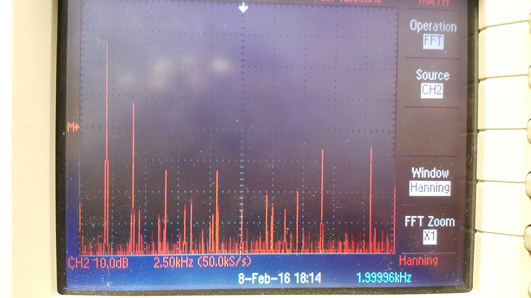 MATH
Operation
FFT
Source
CH2
M
Window
Hanning
FFT Zoom
X1
CH2 10.0dB 2.50kHz (50.0kS/s) Hanning
8-Feb-16 18:14 1.99996kHz